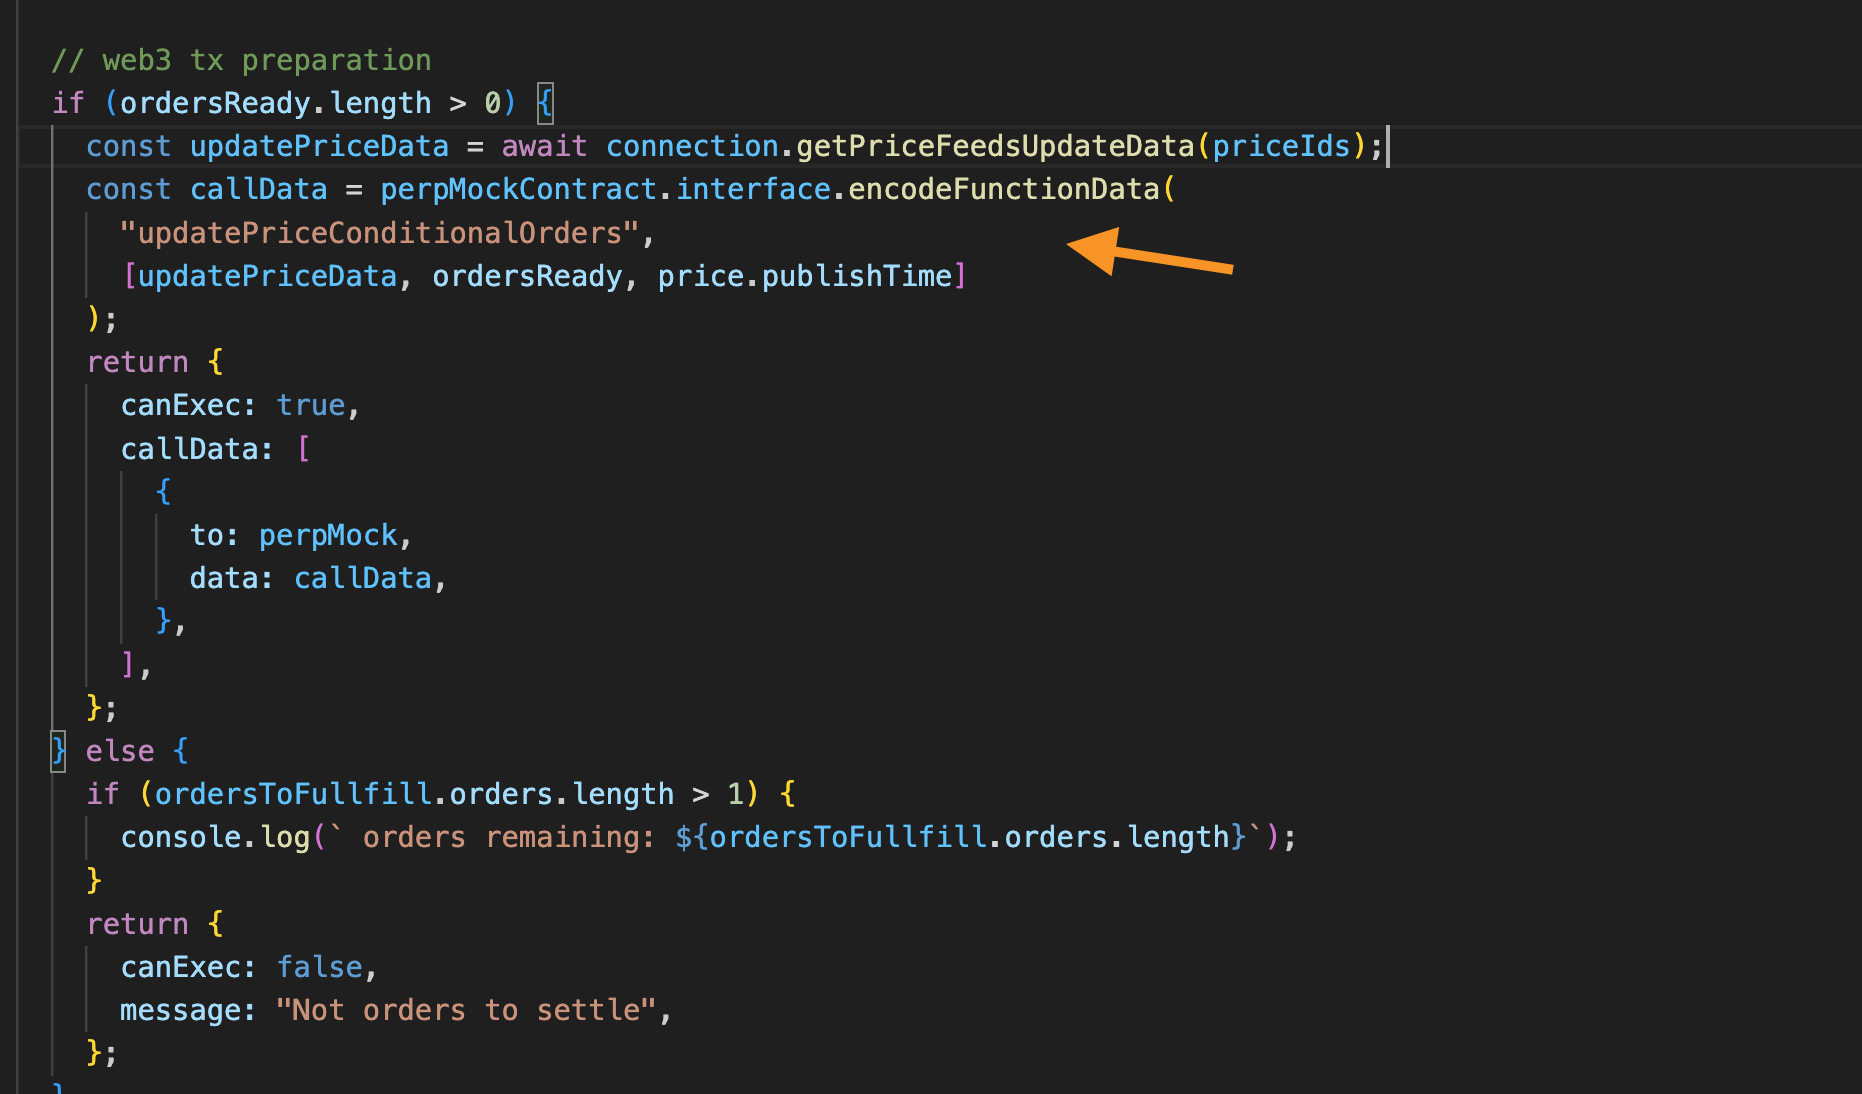 // web3 tx preparation
if (ordersReady.length > 0) {
const updatePriceData = await connection.getPriceFeedsUpdateData(priceIds);
const callData = perpMockContract.interface.encodeFunctionData(
"updatePriceConditionalOrders",
[updatePriceData, ordersReady, price.publishTime]
);
return {
canExec: true,
callData: [
{
to: perpMock,
data: callData,
},
],
};
} else {
if (ordersToFullfill.orders.length > 1) {
console.log(` orders remaining: ${ordersToFullfill.orders.length}`);
}
return {
canExec: false,
message: "Not orders to settle",
};
}